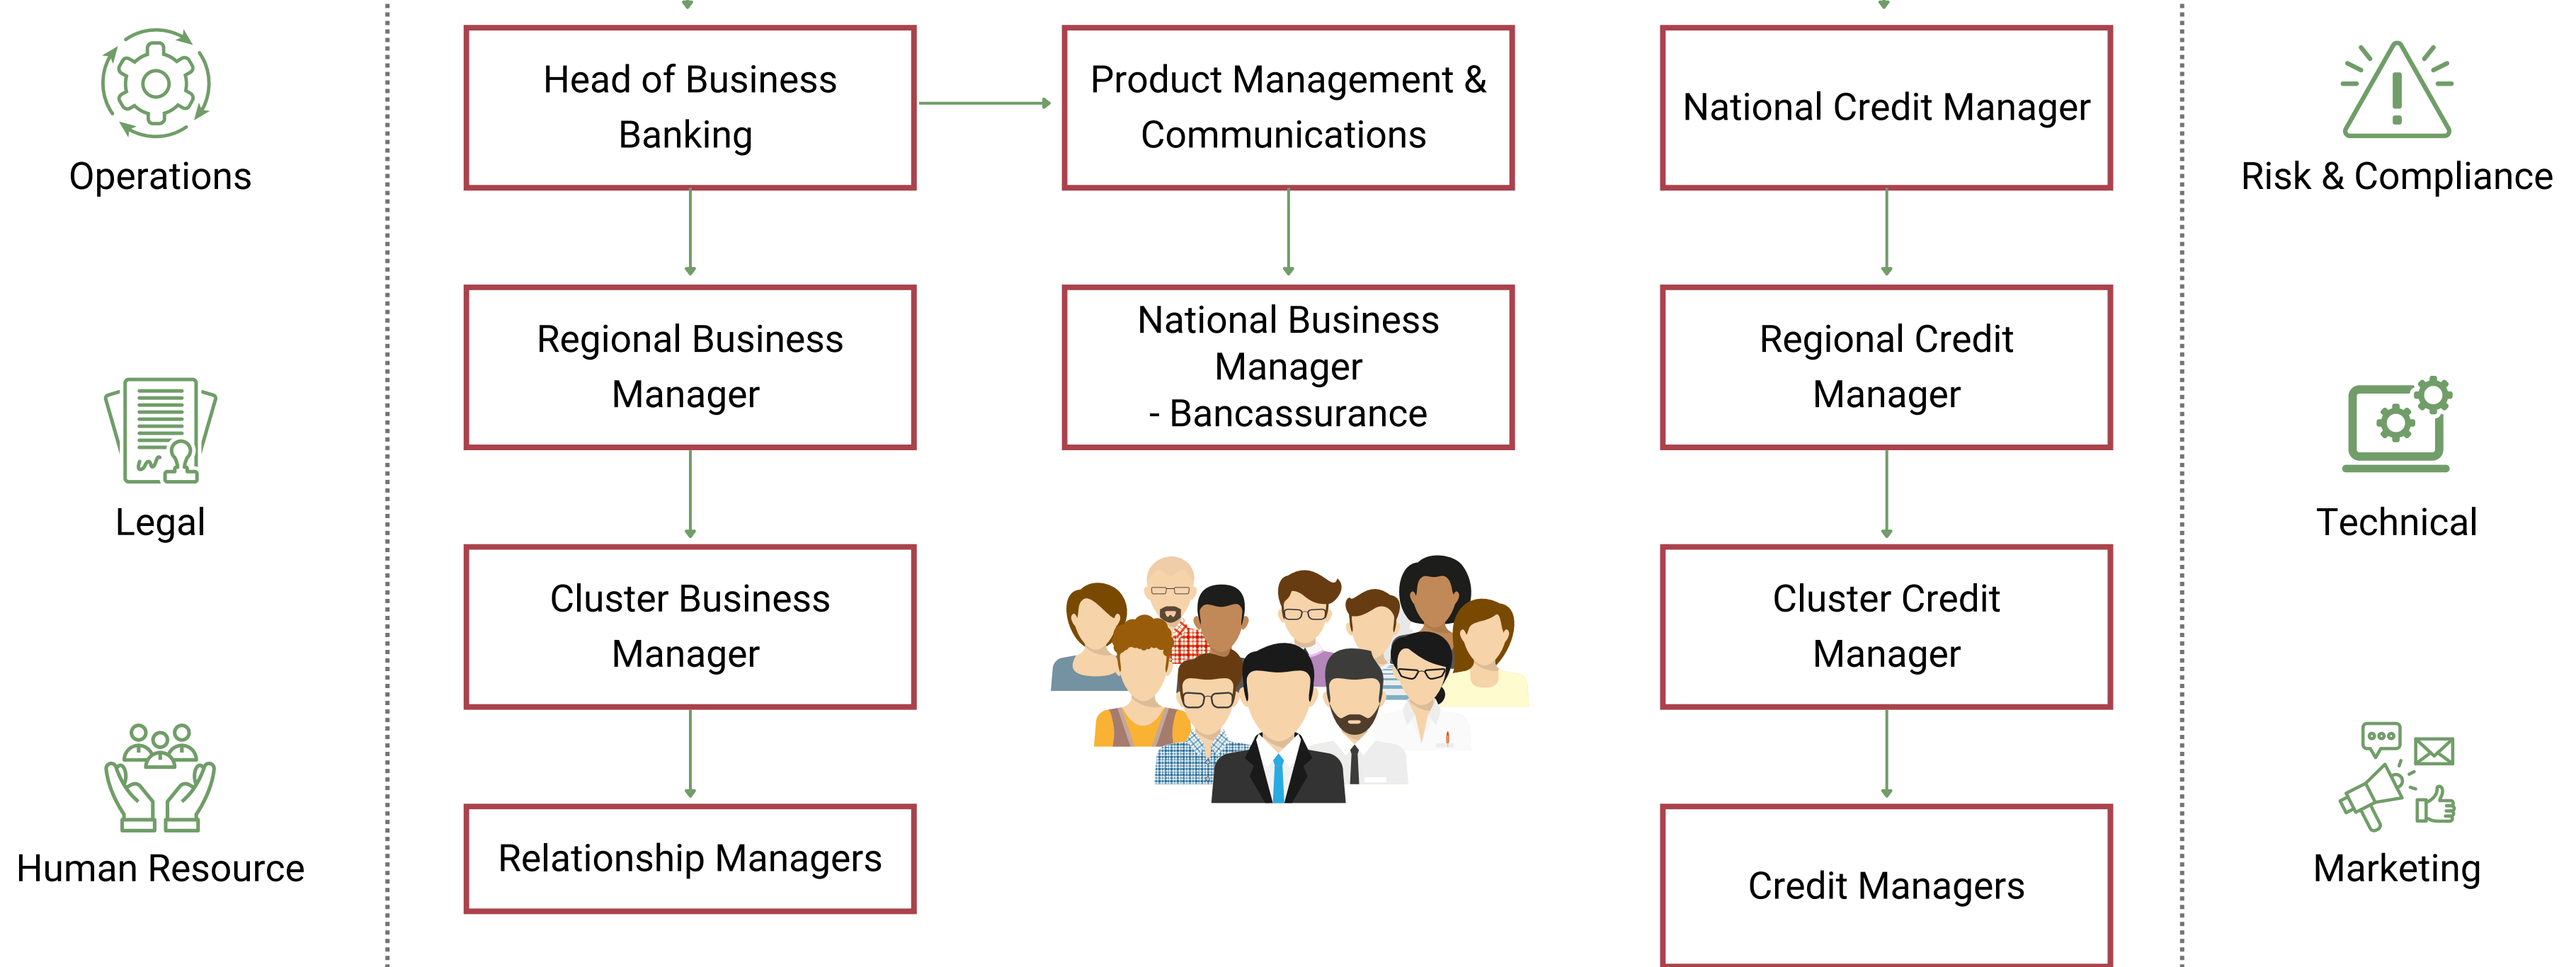 Operations
Legal
Human Resource
Head of Business
Banking
Product Management &
Communications
National Credit Manager
Regional Business
Manager
National Business
Manager
- Bancassurance
Regional Credit
Manager
Cluster Business
Manager
Cluster Credit
Manager
Relationship Managers
Credit Managers
Risk & Compliance
Technical
Marketing